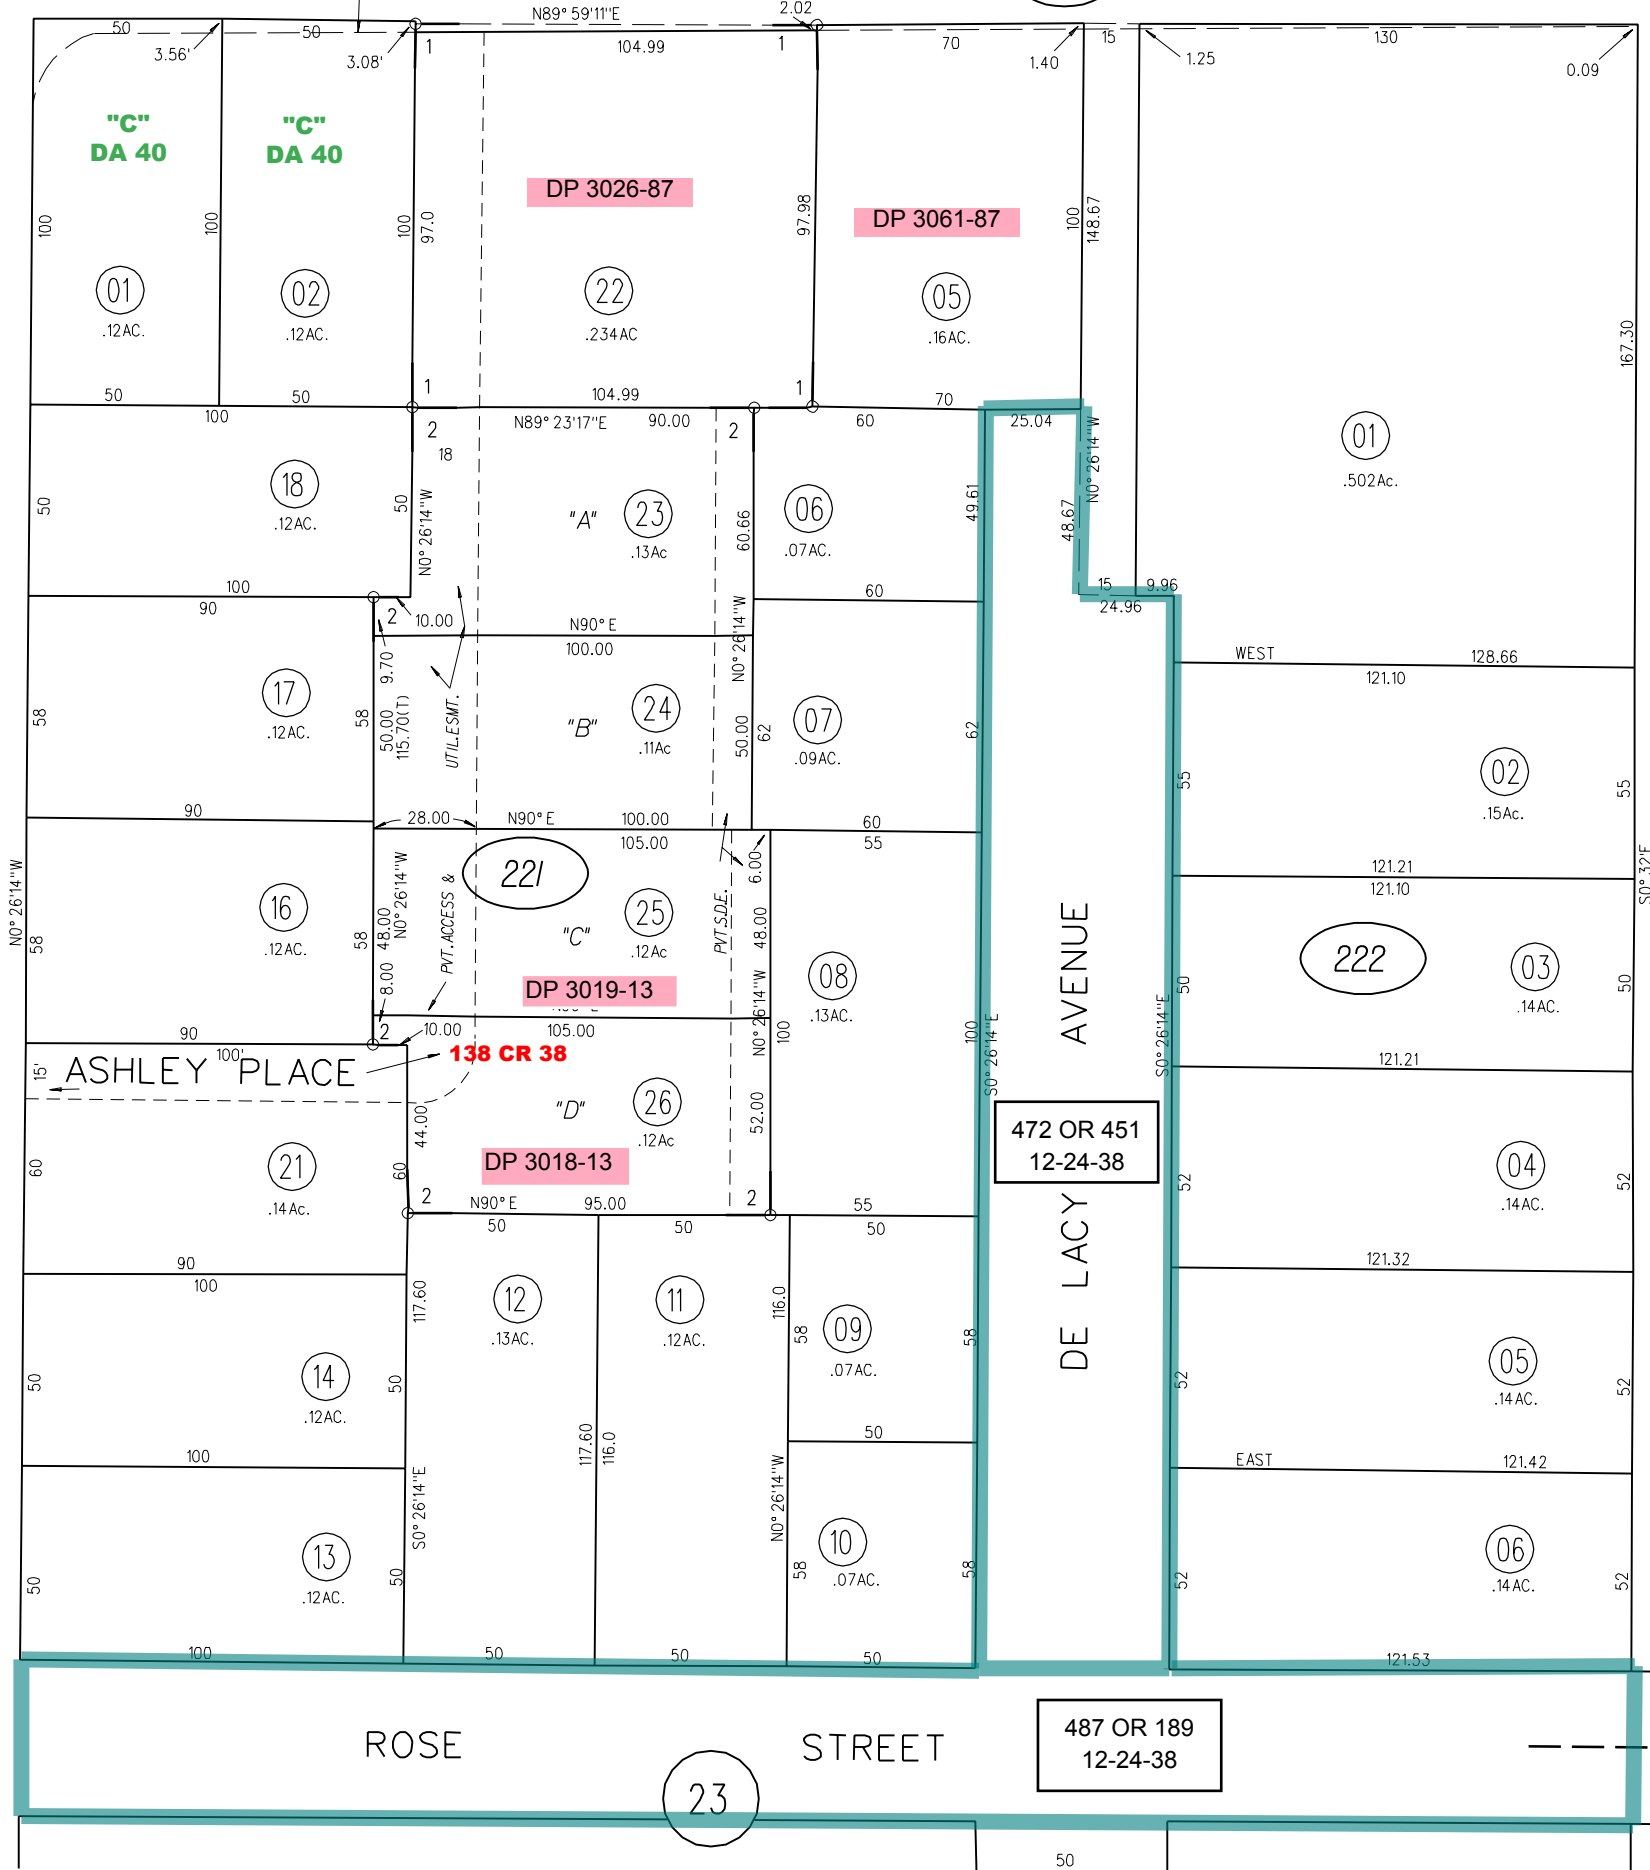 N89° 59'11"E
2.02
50
50
3.56'
3.08'
1
104.99
1
70
1.40
15
1.25
130
0.09
"C"
DA 40
"C"
DA 40
DP 3026-87
DP 3061-87
100
100
100
97.0
97.98
100
148.67
167.30
01
.12AC.
02
.12AC.
22
.234AC
05
.16AC.
50
50
1
104.99
1
70
100
2
18
N89° 23'17"E
90.00
2
60
25.04
01
.502Ac.
50
18
.12AC.
50
N0° 26'14"W
"A"
23
.13Ac
60.66
06
.07AC.
49.61
48.67
N0° 26'14"W
100
90
2
10.00
N90° E
100.00
60
15
9.96
24.96
N0° 26'14"W
WEST
128.66
121.10
58
17
.12AC.
58
9.70
50.00
115.70(T)
UTIL.ESMT.
"B"
24
.11Ac
50.00
62
07
.09AC.
62
55
02
.15Ac.
55
90
28.00
N90° E
100.00
105.00
60
55
121.21
121.10
S0° 32'E
N0° 26'14"W
58
16
.12AC.
58
8.00
48.00
N0° 26'14"W
PVT. ACCESS &
221
"C"
25
.12Ac
DP 3019-13
PVT.S.D.E.
6.00
48.00
N0° 26'14"W
100
08
.13AC.
100
S0° 26'14"E
DE LACY AVENUE
S0° 26'14"E
50
222
03
.14AC.
50
90
100'
2
10.00
105.00
138 CR 38
15'
ASHLEY PLACE
121.21
60
21
.14Ac.
60
44.00
"D"
26
.12Ac
DP 3018-13
52.00
472 OR 451
12-24-38
52
04
.14AC.
52
2
N90° E
95.00
2
55
50
50
50
90
100
121.32
50
14
.12AC.
50
117.60
12
.13AC.
11
.12AC.
116.0
58
09
.07AC.
58
52
05
.14AC.
52
100
50
117.60
116.0
EAST
121.42
50
13
.12AC.
50
S0° 26'14"E
N0° 26'14"W
58
10
.07AC.
58
52
06
.14AC.
52
100
50
50
50
121.53
ROSE STREET
487 OR 189
12-24-38
23
50